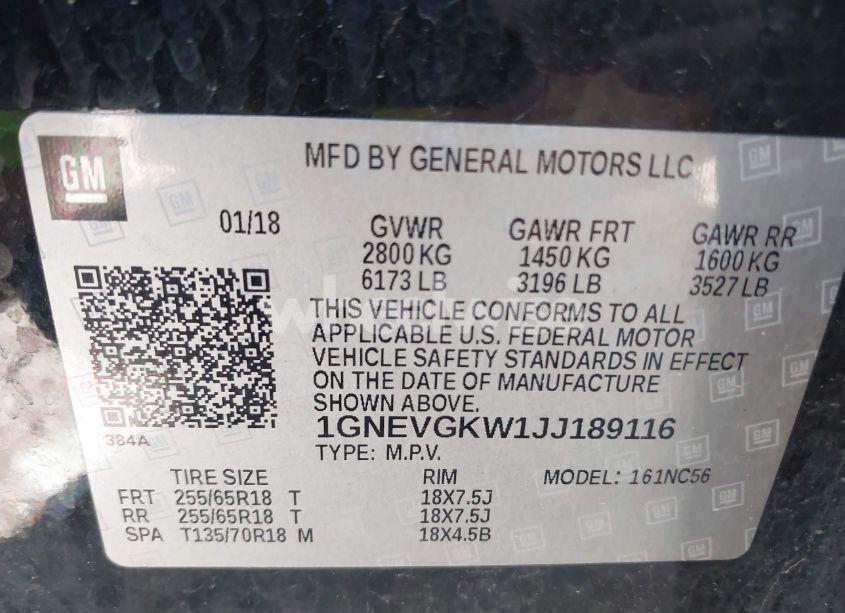 GM
MFD BY GENERAL MOTORS LLC
01/18 GVWR GAWR FRT GAWR RR
2800 KG 1450 KG 1600 KG
6173 LB 3196 LB 3527 LB
THIS VEHICLE CONFORMS TO ALL
APPLICABLE U.S. FEDERAL MOTOR
VEHICLE SAFETY STANDARDS IN EFFECT
ON THE DATE OF MANUFACTURE
SHOWN ABOVE.
384A
1GNEVGKW1JJ189116
TYPE: M.P.V.
TIRE SIZE RIM MODEL: 161NC56
FRT 255/65R18 T 18X7.5J
RR 255/65R18 T 18X7.5J
SPA T135/70R18 M 18X4.5B